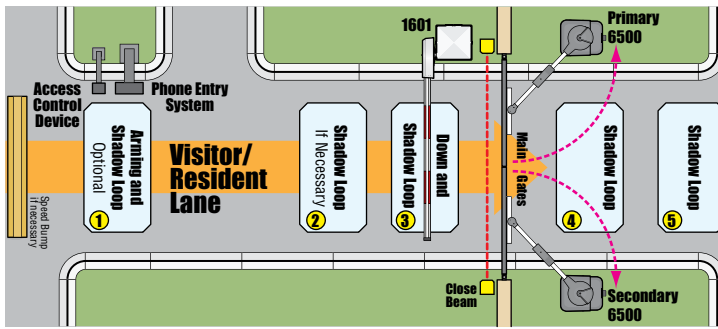 1601
Primary
6500
Access
Control
Device
Phone Entry
System
Speed Bump
if necessary
Arming and
Shadow Loop
Optional
1
Visitor/
Resident
Lane
Shadow Loop
If Necessary
2
Down and
Shadow Loop
3
Main Gates
Shadow Loop
4
Shadow Loop
5
Close
Beam
Secondary
6500